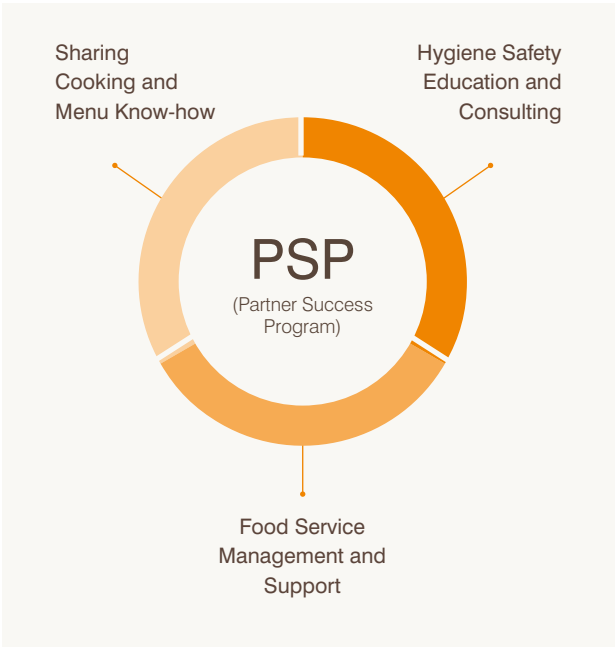 Sharing
Cooking and
Menu Know-how
Hygiene Safety
Education and
Consulting
PSP
(Partner Success
Program)
Food Service
Management and
Support